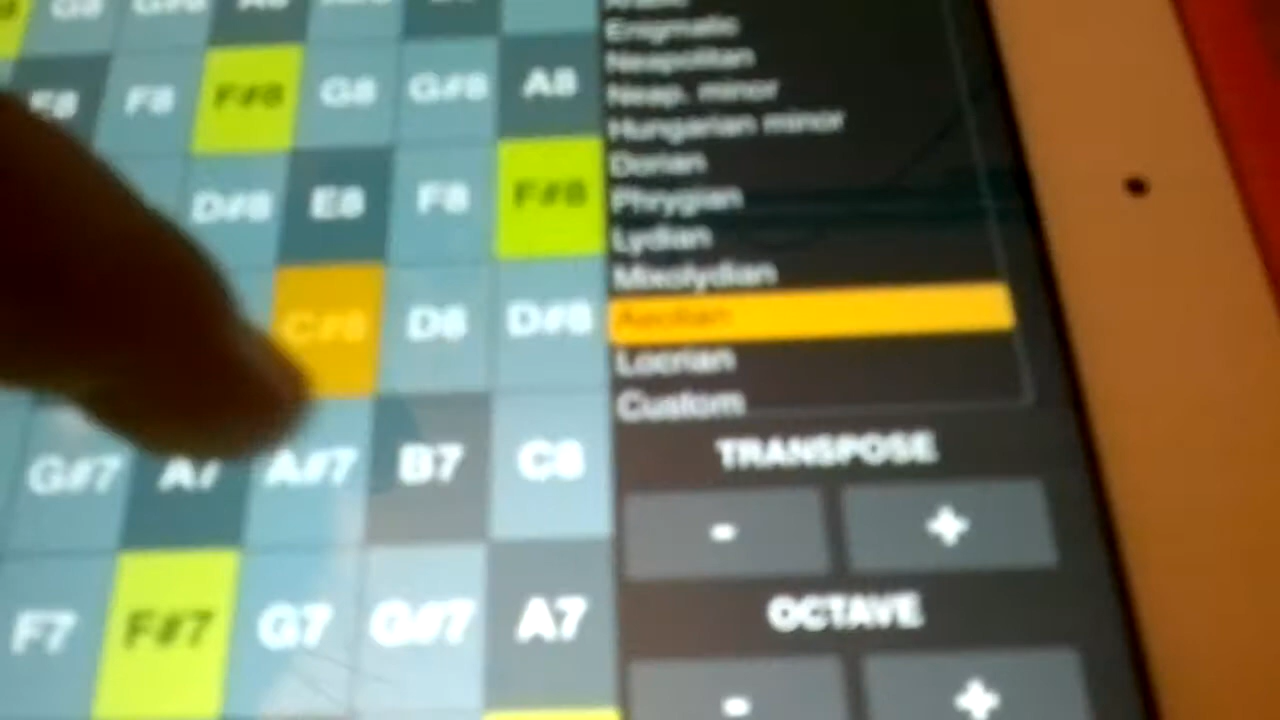 Enigmatic
Neapolitan
F8 F#8 G8 G#8 A8 Neap. minor
Hungarian minor
Dorian
D#8 E8 F8 F#8 Phrygian
Lydian
Mixolydian
C#8 D8 D#8 Aeolian
Locrian
Custom
TRANSPOSE
G#7 A7 A#7 B7 C8
- +
OCTAVE
F7 F#7 G7 G#7 A7
- +